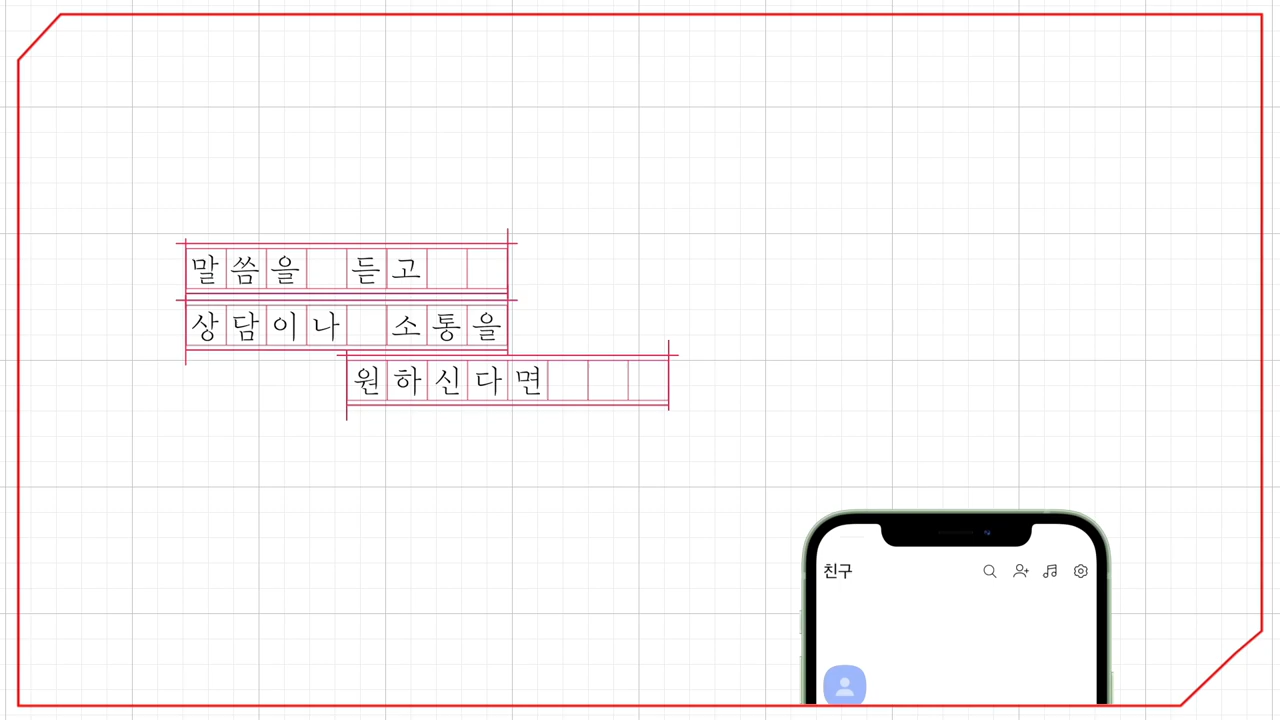 말씀을 듣고
상담이나 소통을
원하신다면
친구